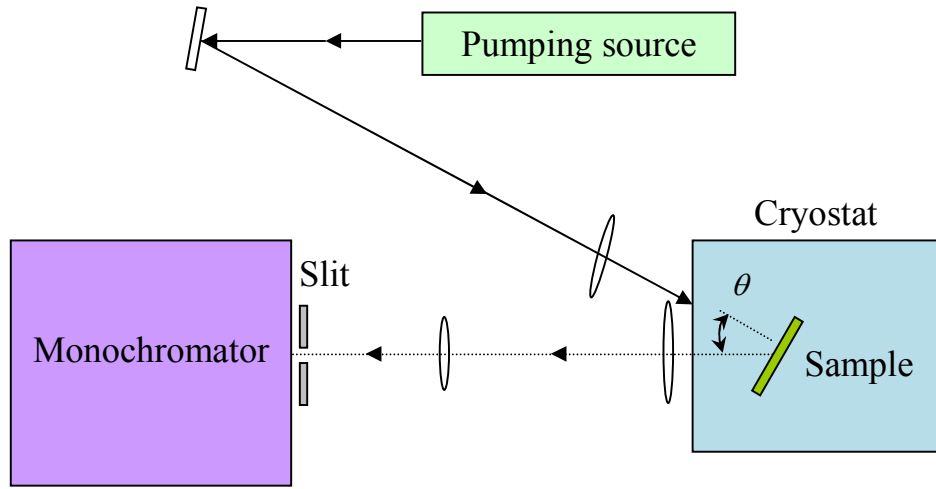 Pumping source
Cryostat
Slit
θ
Monochromator
Sample